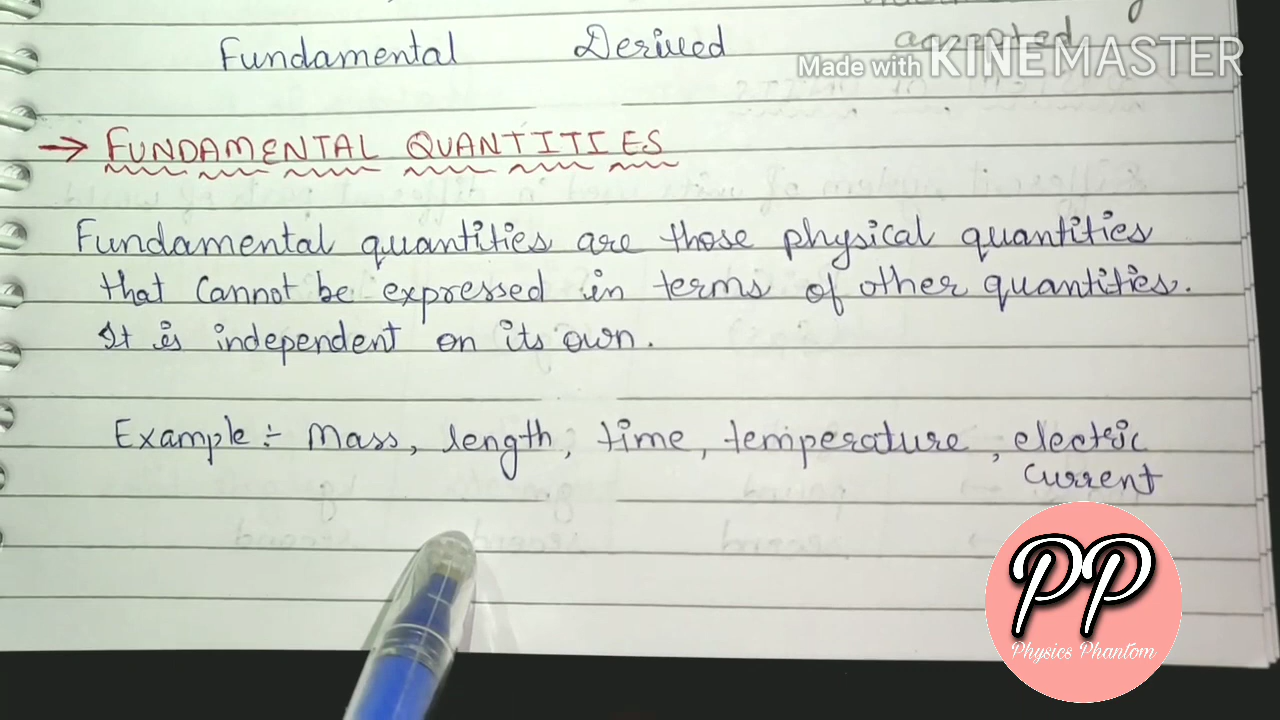 Fundamental Derived accepted
Made with KINEMASTER
→ FUNDAMENTAL QUANTITIES
Fundamental quantities are those physical quantities
that cannot be expressed in terms of other quantities.
It is independent on its own.
Example ÷ Mass, length, time, temperature, electric
current
PP
Physics Phantom